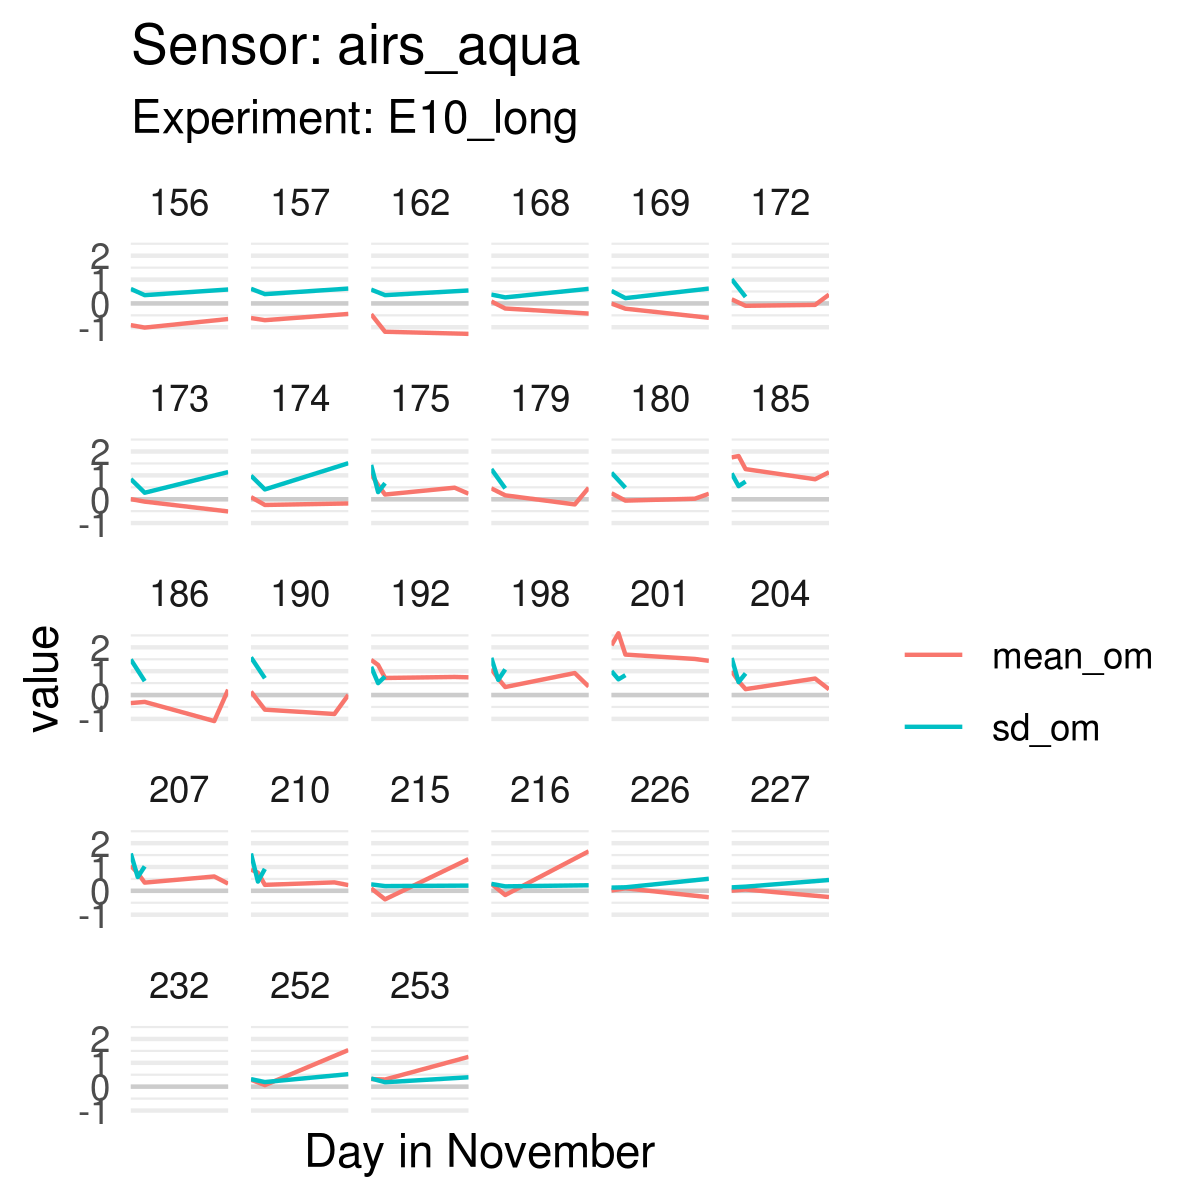 Sensor: airs_aqua
Experiment: E10_long
156 157 162 168 169 172
2
1
0
-1
173 174 175 179 180 185
2
1
0
-1
186 190 192 198 201 204
2
1
0
-1
value
mean_om
sd_om
207 210 215 216 226 227
2
1
0
-1
232 252 253
2
1
0
-1
Day in November